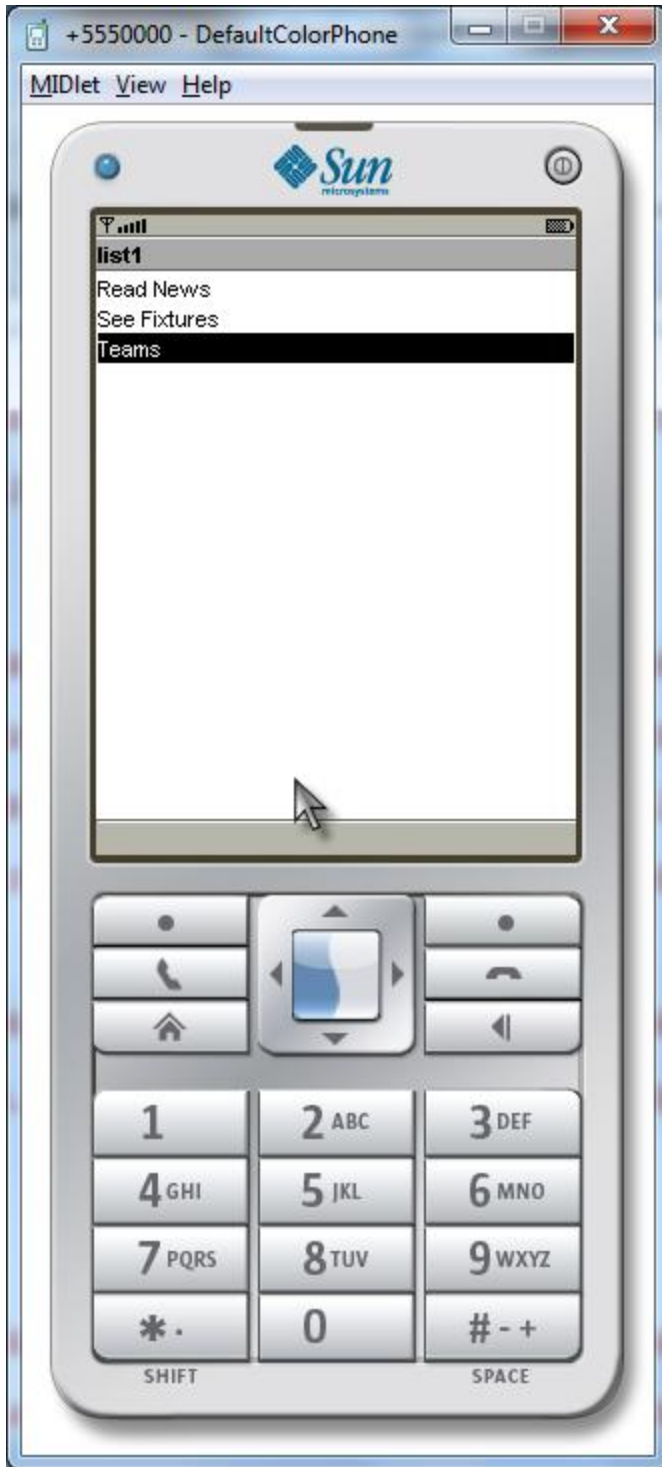 +5550000 - DefaultColorPhone
MIDlet View Help
Sun
microsystems
list1
Read News
See Fixtures
Teams
1 2 ABC 3 DEF
4 GHI 5 JKL 6 MNO
7 PQRS 8 TUV 9 WXYZ
* . 0 # - +
SHIFT SPACE